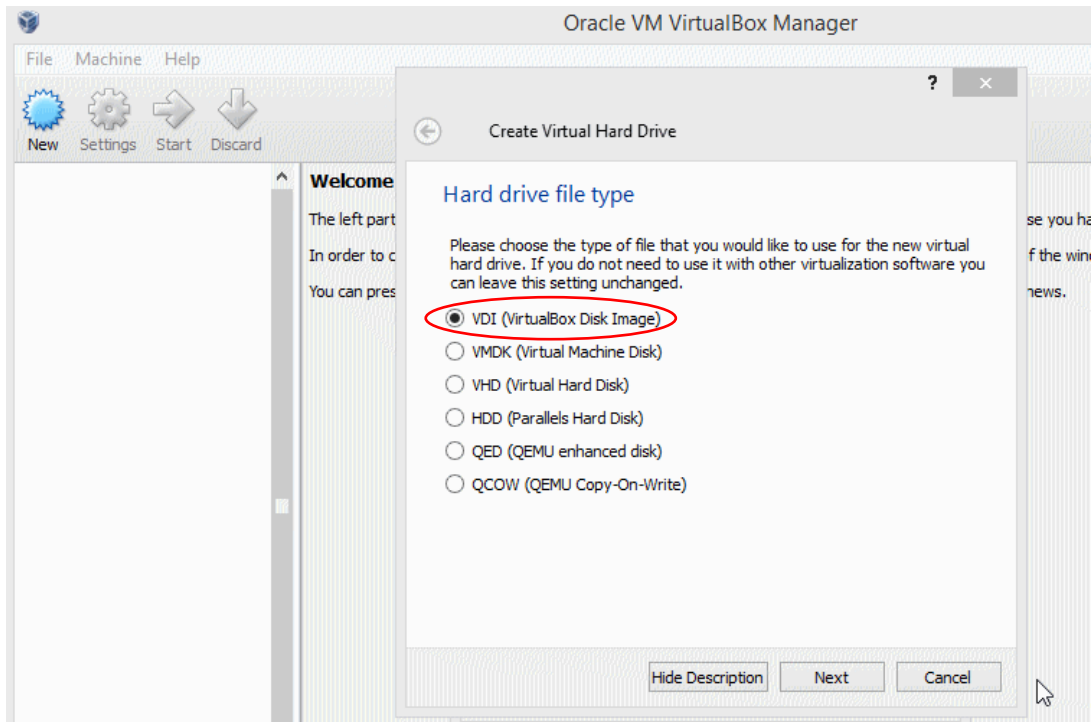 Oracle VM VirtualBox Manager
File Machine Help
? ×
Create Virtual Hard Drive
New Settings Start Discard
Welcome
Hard drive file type
The left part
se you ha
Please choose the type of file that you would like to use for the new virtual
In order to c
f the win
hard drive. If you do not need to use it with other virtualization software you
can leave this setting unchanged.
You can pres
news.
VDI (VirtualBox Disk Image)
VMDK (Virtual Machine Disk)
VHD (Virtual Hard Disk)
HDD (Parallels Hard Disk)
QED (QEMU enhanced disk)
QCOW (QEMU Copy-On-Write)
Hide Description Next Cancel